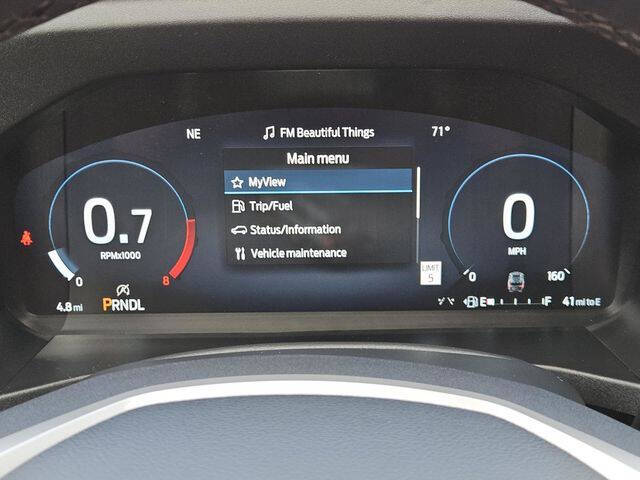 NE
FM Beautiful Things
71°
Main menu
MyView
Trip/Fuel
Status/Information
Vehicle maintenance
0.7
RPMx1000
0 8
0
MPH
0 160
LIMIT
5
4.8 mi
PRNDL
E F
41 mi to E